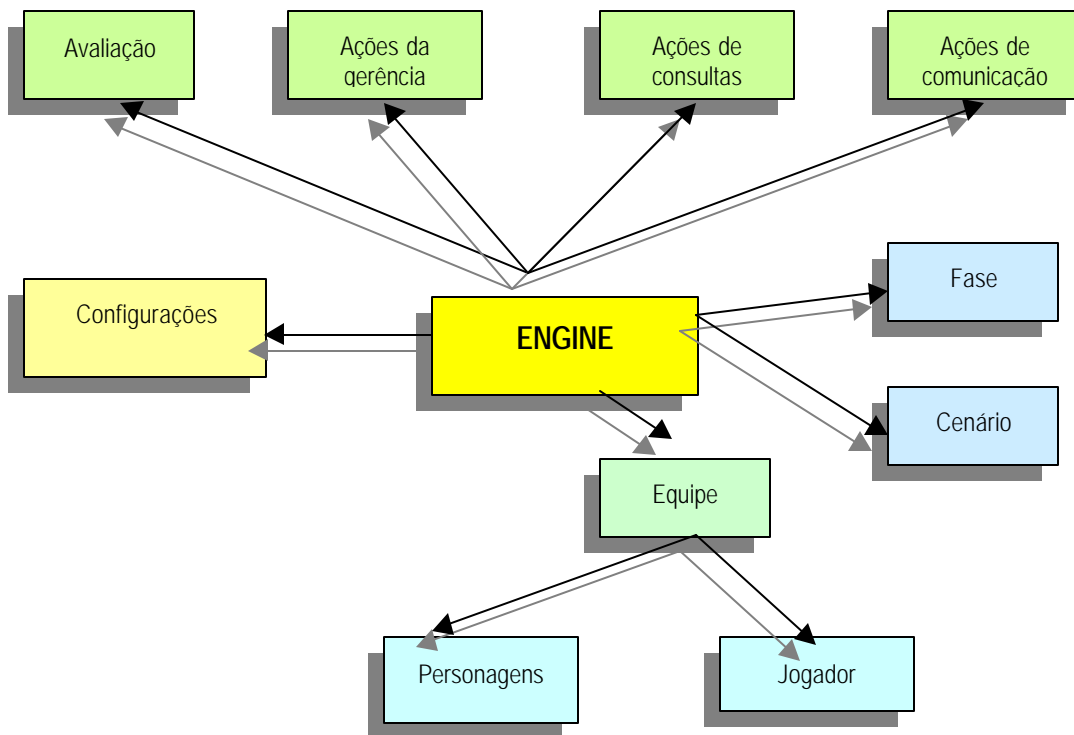 Avaliação
Ações da
gerência
Ações de
consultas
Ações de
comunicação
Fase
Configurações
ENGINE
Cenário
Equipe
Personagens
Jogador